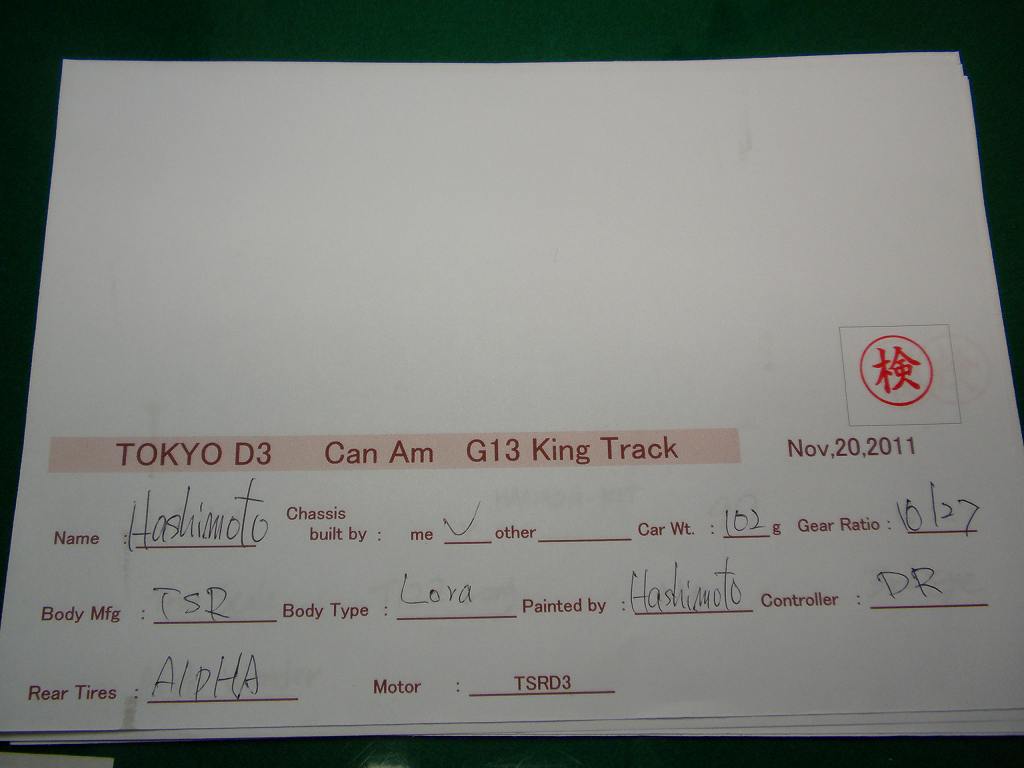 検
TOKYO D3 Can Am G13 King Track Nov,20,2011
Name : Hashimoto Chassis built by : me ✓ other Car Wt. : 102 g Gear Ratio : 10/27
Body Mfg : TSR Body Type : Lora Painted by : Hashimoto Controller : DR
Rear Tires : AlpHA Motor : TSRD3